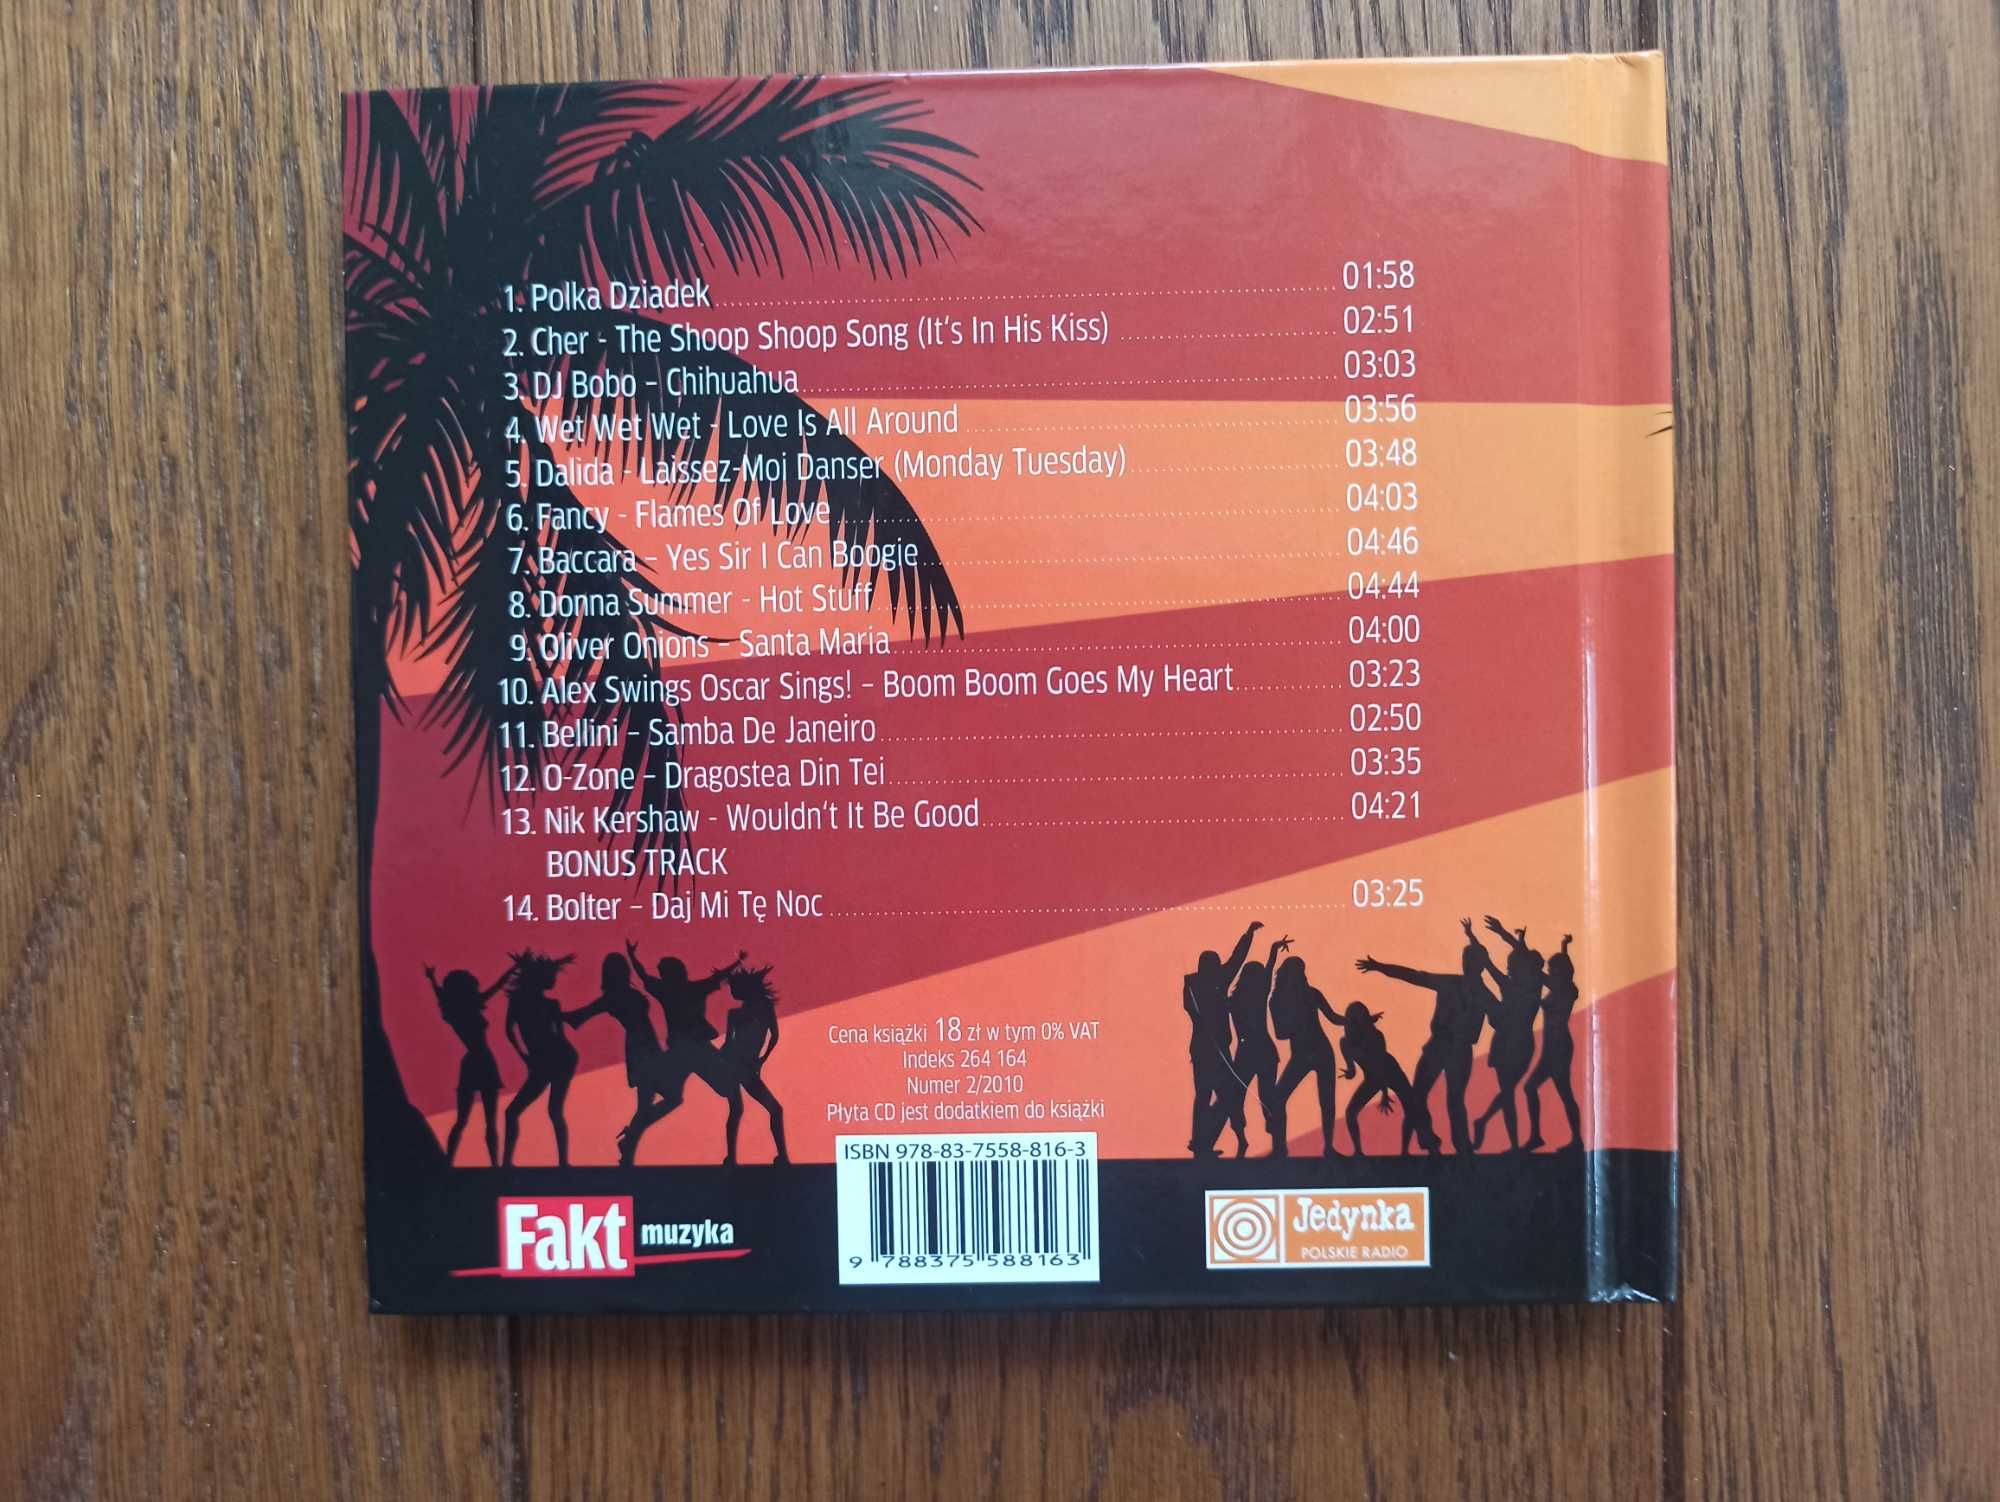 1. Polka Dziadek 01:58
2. Cher - The Shoop Shoop Song (It's In His Kiss) 02:51
3. DJ Bobo – Chihuahua 03:03
4. Wet Wet Wet - Love Is All Around 03:56
5. Dalida - Laissez-Moi Danser (Monday Tuesday) 03:48
6. Fancy - Flames Of Love 04:03
7. Baccara – Yes Sir I Can Boogie 04:46
8. Donna Summer - Hot Stuff 04:44
9. Oliver Onions – Santa Maria 04:00
10. Alex Swings Oscar Sings! – Boom Boom Goes My Heart 03:23
11. Bellini – Samba De Janeiro 02:50
12. O-Zone – Dragostea Din Tei 03:35
13. Nik Kershaw - Wouldn't It Be Good 04:21
BONUS TRACK
14. Bolter – Daj Mi Tę Noc 03:25
Cena książki 18 zł w tym 0% VAT
Indeks 264 164
Numer 2/2010
Płyta CD jest dodatkiem do książki
ISBN 978-83-7558-816-3
9 788375 588163
Fakt muzyka
Jedynka
POLSKIE RADIO